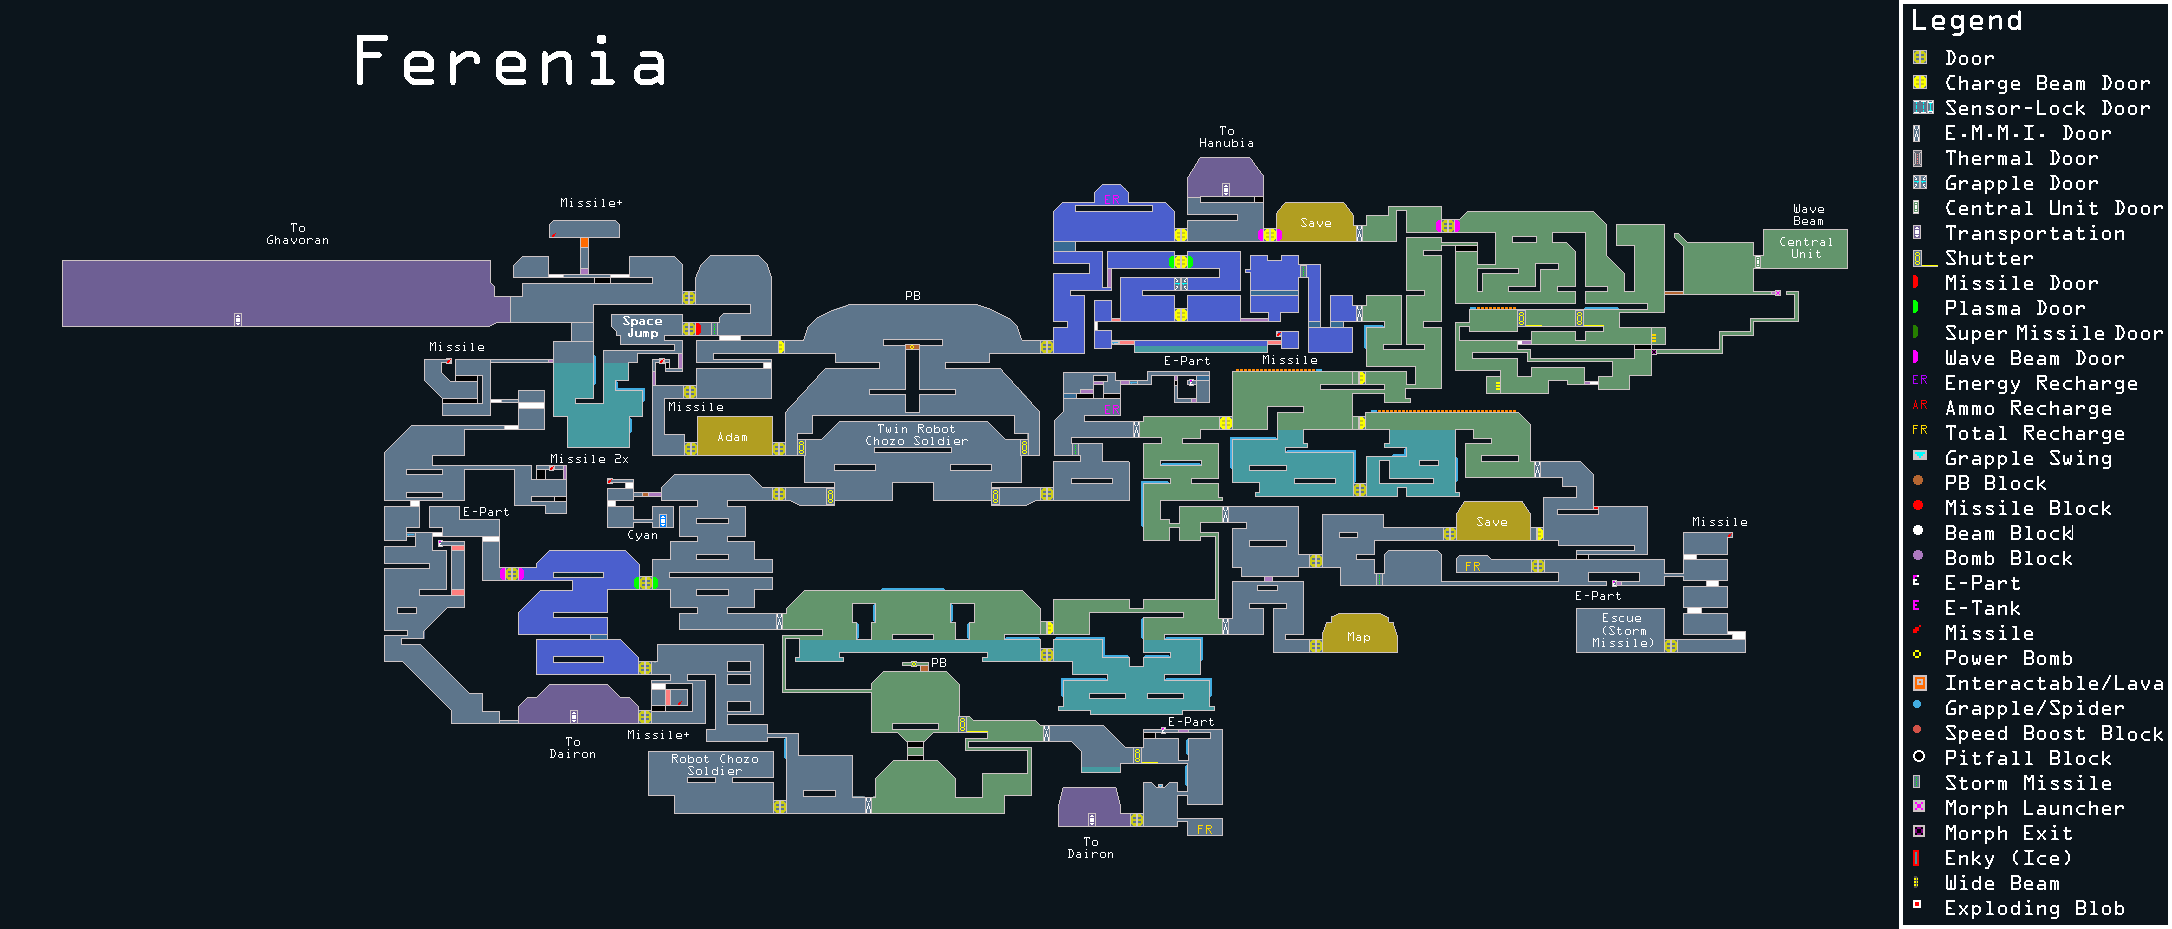 Ferenia
To
Hanubia
Missile+
To
Ghavoran
Save
Wave
Beam
Central
Unit
PB
Space
Jump
Missile
E-Part
Missile
Missile
Adam
Twin Robot
Chozo Soldier
Missile 2x
E-Part
Cyan
Save
Missile
FR
E-Part
Escue
(Storm
Missile)
Map
PB
E-Part
Missile+
To
Dairon
Robot Chozo
Soldier
FR
To
Dairon
Legend
Door
Charge Beam Door
Sensor-Lock Door
E.M.M.I. Door
Thermal Door
Grapple Door
Central Unit Door
Transportation
Shutter
Missile Door
Plasma Door
Super Missile Door
Wave Beam Door
ER Energy Recharge
AR Ammo Recharge
FR Total Recharge
Grapple Swing
PB Block
Missile Block
Beam Block
Bomb Block
E E-Part
E E-Tank
Missile
Power Bomb
Interactable/Lava
Grapple/Spider
Speed Boost Block
Pitfall Block
Storm Missile
Morph Launcher
Morph Exit
Enky (Ice)
Wide Beam
Exploding Blob